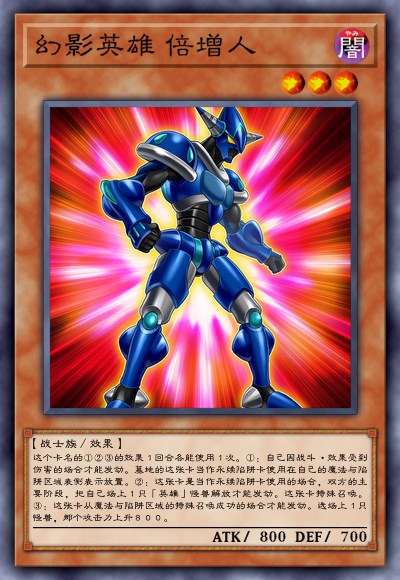 幻影英雄 倍增人
やみ
闇
【战士族／效果】
这个卡名的①②③的效果1回合各能使用1次。①：自己因战斗·效果受到
伤害的场合才能发动。墓地的这张卡当作永续陷阱卡使用在自己的魔法与陷
阱区域表侧表示放置。②：这张卡是当作陷阱卡使用的场合，双方的主
要阶段，把自己场上1只「英雄」怪兽解放才能发动。这张卡特殊召唤。
③：这张卡从魔法与陷阱区域的特殊召唤成功的场合才能发动。选场上1只
怪兽，那个攻击力上升800。
ATK/ 800 DEF/ 700